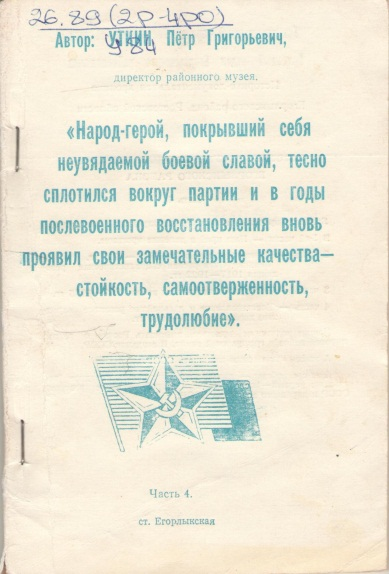 26.89(2р-4РО)
У 84
Автор: УТКИН, Пётр Григорьевич,
директор районного музея.
«Народ-герой, покрывший себя
неувядаемой боевой славой, тесно
сплотился вокруг партии и в годы
послевоенного восстановления вновь
проявил свои замечательные качества—
стойкость, самоотверженность,
трудолюбие».
Часть 4.
ст. Егорлыкская